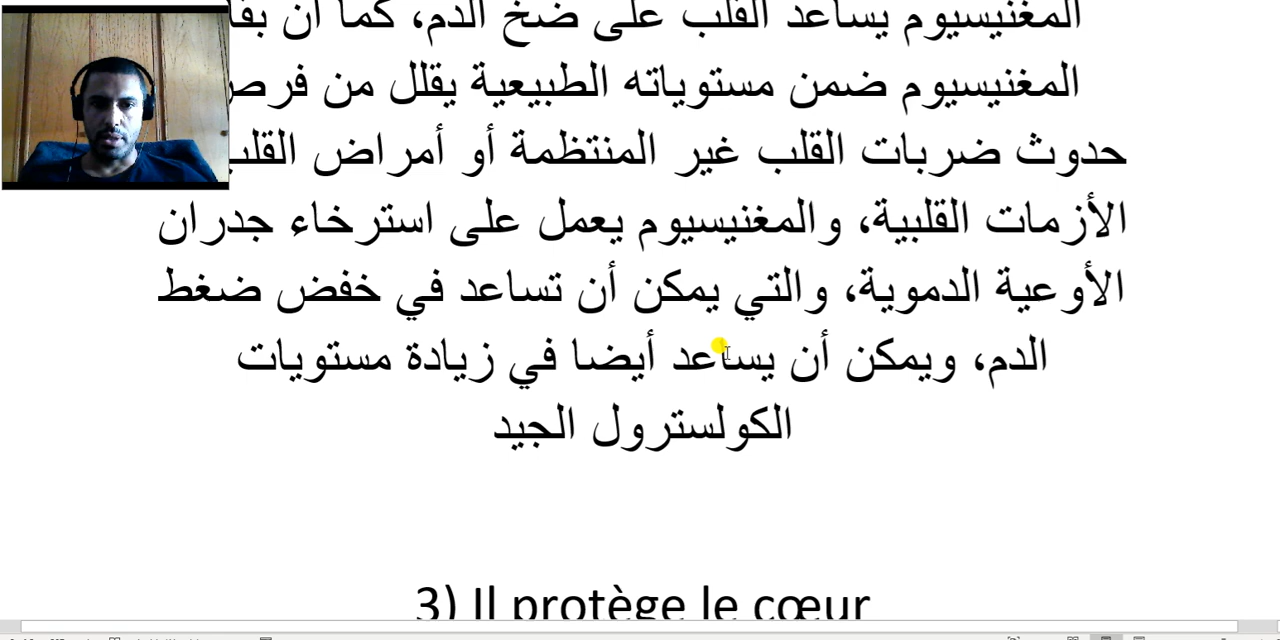 المغنيسيوم يساعد القلب على ضخ الدم، كما أن
المغنيسيوم ضمن مستوياته الطبيعية يقلل من فرص
حدوث ضربات القلب غير المنتظمة أو أمراض القلب
الأزمات القلبية، والمغنيسيوم يعمل على استرخاء جدران
الأوعية الدموية، والتي يمكن أن تساعد في خفض ضغط
الدم، ويمكن أن يساعد أيضا في زيادة مستويات
الكولسترول الجيد
3) Il protège le cœur